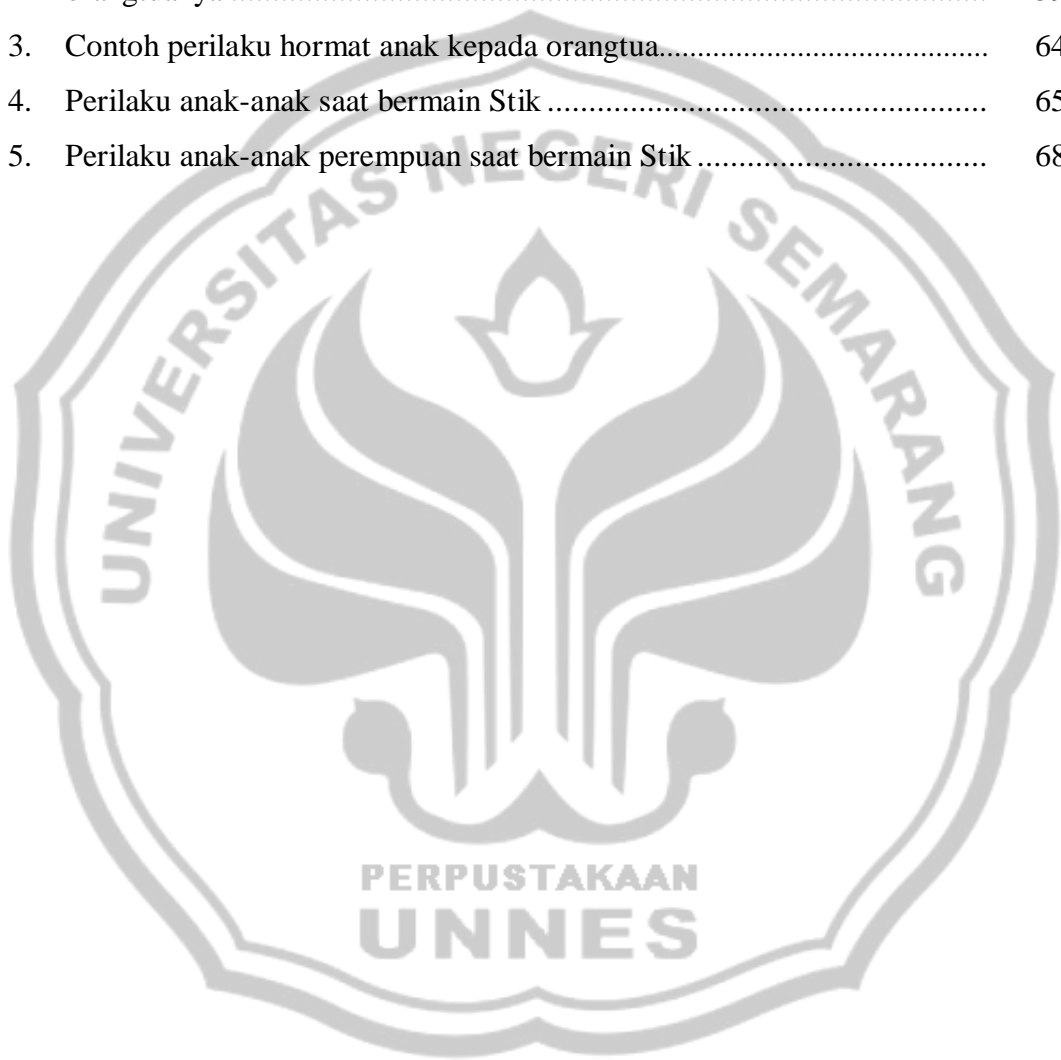 3. Contoh perilaku hormat anak kepada orangtua........................................ 64
4. Perilaku anak-anak saat bermain Stik .................................................... 65
5. Perilaku anak-anak perempuan saat bermain Stik .................................. 68
UNIVERSITAS NEGERI SEMARANG
PERPUSTAKAAN
UNNES